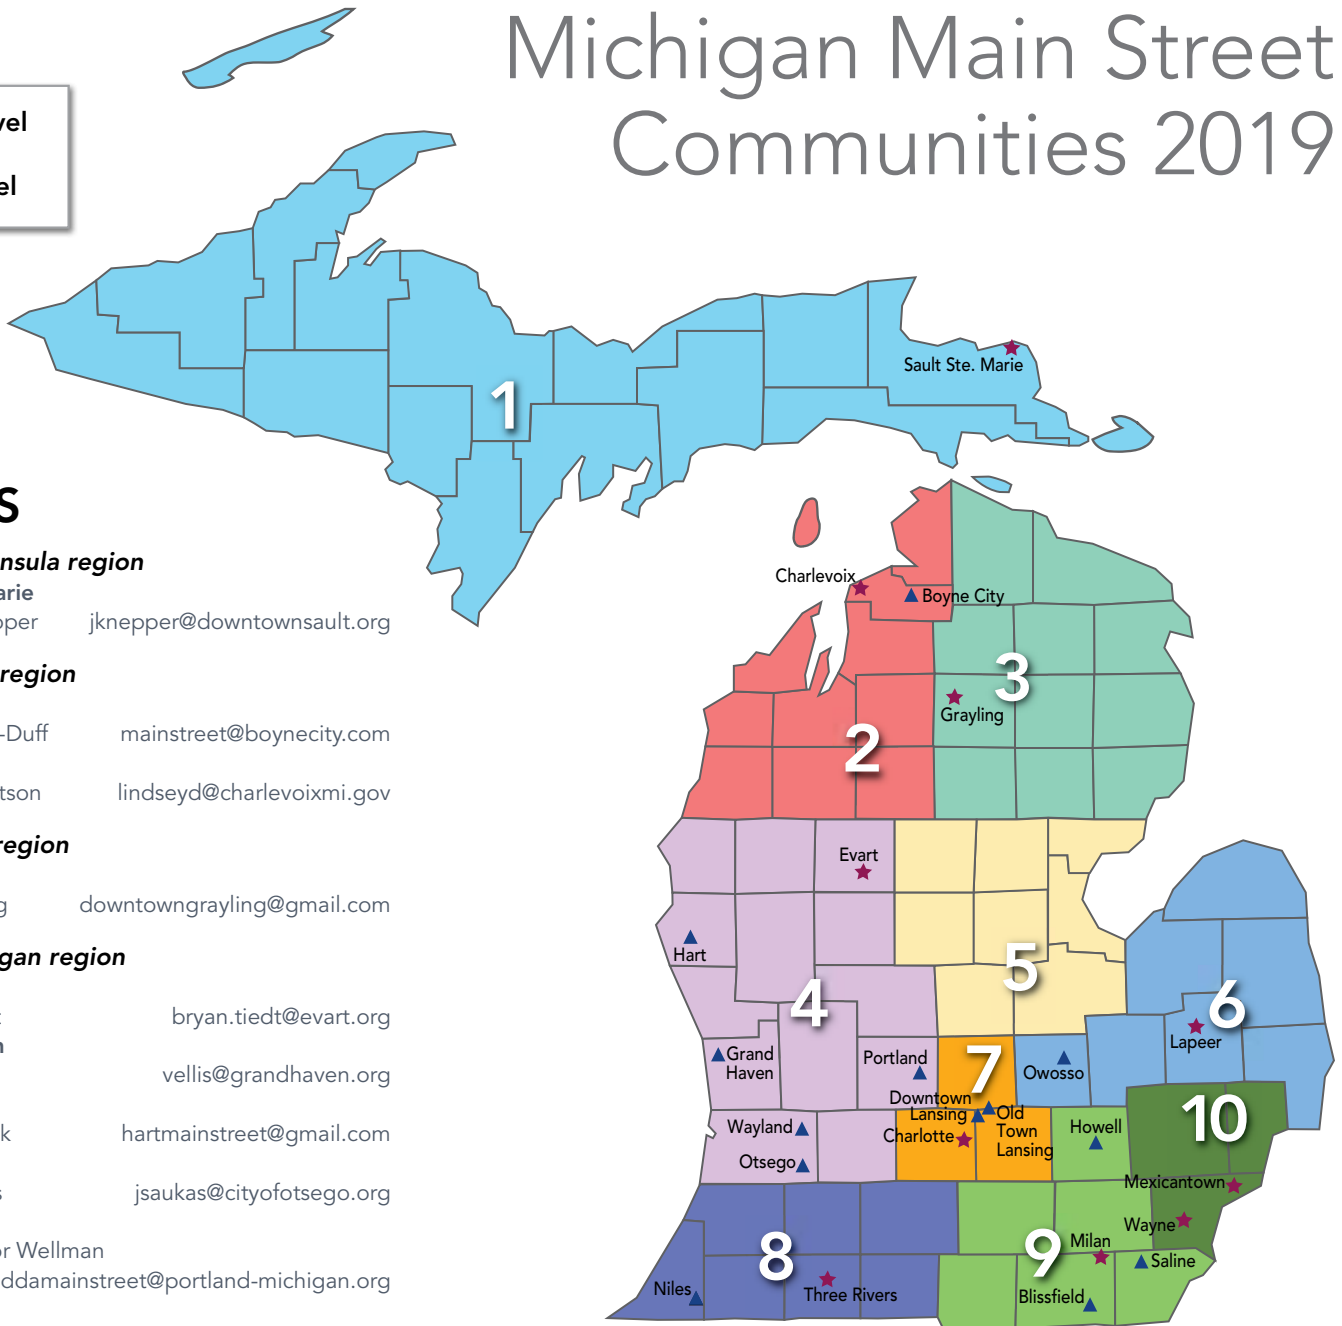 Michigan Main Street
Communities 2019
vel
el
S
nsula region
arie
pper jknepper@downtownsault.org
region
-Duff mainstreet@boynecity.com
tson lindseyd@charlevoixmi.gov
region
g downtowngrayling@gmail.com
gan region
t bryan.tiedt@evart.org
n
vellis@grandhaven.org
k hartmainstreet@gmail.com
s jsaukas@cityofotsego.org
or Wellman
ddamainstreet@portland-michigan.org
1
Sault Ste. Marie
Charlevoix
Boyne City
2
3
Grayling
Evart
Hart
4
5
6
Lapeer
Grand
Haven
Portland
7
Owosso
Downtown
Lansing
Old
Town
Lansing
Charlotte
Wayland
Otsego
Howell
10
Mexicantown
Wayne
8
9
Milan
Saline
Niles
Three Rivers
Blissfield